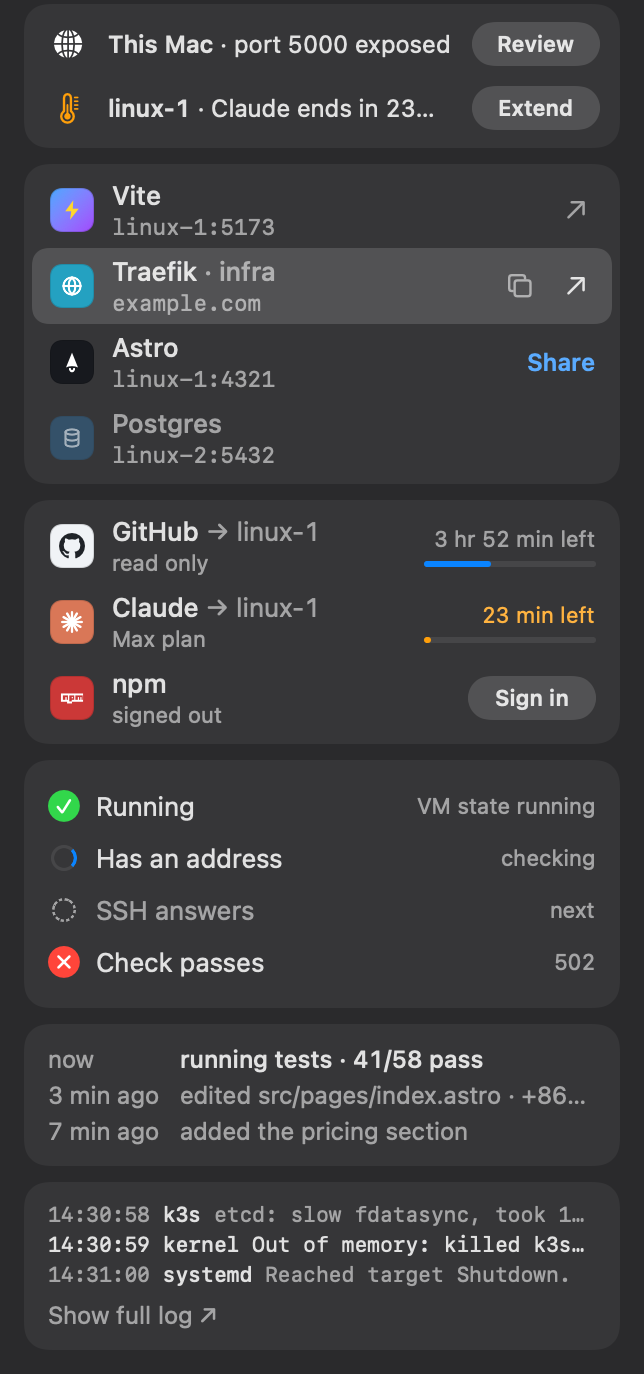 This Mac · port 5000 exposed Review
linux-1 · Claude ends in 23… Extend
Vite
linux-1:5173
Traefik · infra
example.com
Astro
linux-1:4321
Share
Postgres
linux-2:5432
GitHub → linux-1
read only
3 hr 52 min left
Claude → linux-1
Max plan
23 min left
npm
npm
signed out
Sign in
Running VM state running
Has an address checking
SSH answers next
Check passes 502
now running tests · 41/58 pass
3 min ago edited src/pages/index.astro · +86…
7 min ago added the pricing section
14:30:58 k3s etcd: slow fdatasync, took 1…
14:30:59 kernel Out of memory: killed k3s…
14:31:00 systemd Reached target Shutdown.
Show full log ↗